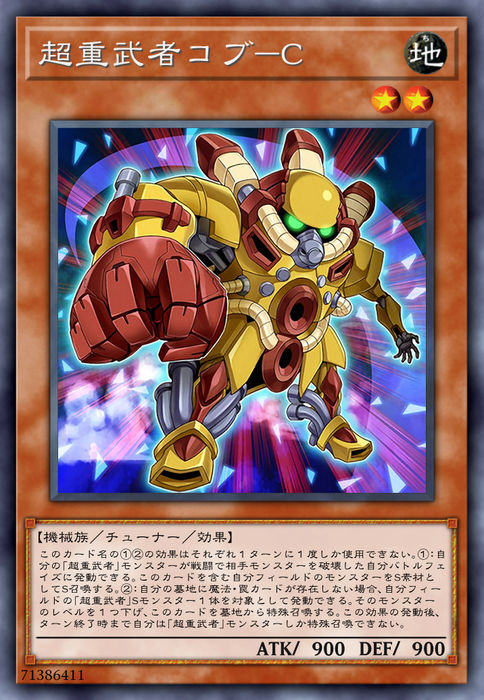 超重武者コブ-C
ち
地
【機械族／チューナー／効果】
このカード名の①②の効果はそれぞれ１ターンに１度しか使用できない。①：自
分の「超重武者」モンスターが戦闘で相手モンスターを破壊した自分バトルフェ
イズに発動できる。このカードを含む自分フィールドのモンスターをS素材と
してS召喚する。②：自分の墓地に魔法・罠カードが存在しない場合、自分フィー
ルドの「超重武者」Sモンスター１体を対象として発動できる。そのモンスター
のレベルを１つ下げ、このカードを墓地から特殊召喚する。この効果の発動後、
ターン終了時まで自分は「超重武者」モンスターしか特殊召喚できない。
ATK/ 900 DEF/ 900
71386411